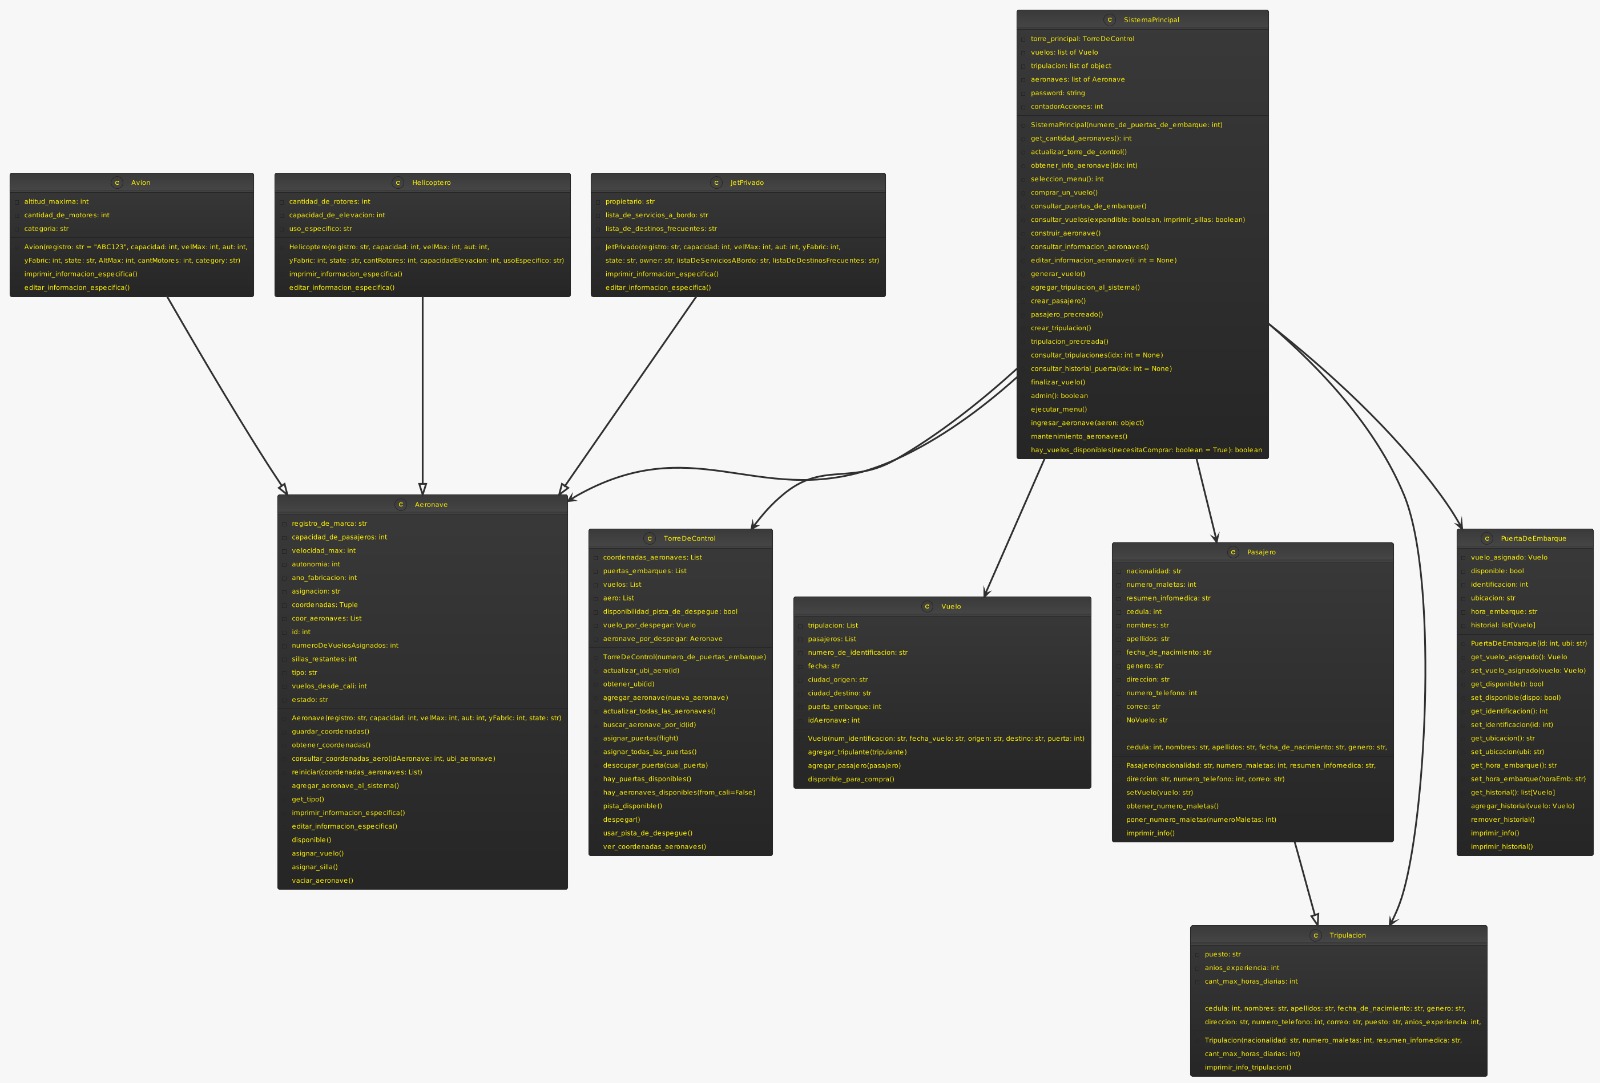 C SistemaPrincipal
torre_principal: TorreDeControl
vuelos: list of Vuelo
tripulacion: list of object
aeronaves: list of Aeronave
password: string
contadorAcciones: int
SistemaPrincipal(numero_de_puertas_de_embarque: int)
get_cantidad_aeronaves(): int
actualizar_torre_de_control()
obtener_info_aeronave(idx: int)
seleccion_menu(): int
comprar_un_vuelo()
consultar_puertas_de_embarque()
consultar_vuelos(expandible: boolean, imprimir_sillas: boolean)
construir_aeronave()
consultar_informacion_aeronaves()
editar_informacion_aeronave(i: int = None)
generar_vuelo()
agregar_tripulacion_al_sistema()
crear_pasajero()
pasajero_precreado()
crear_tripulacion()
tripulacion_precreada()
consultar_tripulaciones(idx: int = None)
consultar_historial_puerta(idx: int = None)
finalizar_vuelo()
admin(): boolean
ejecutar_menu()
ingresar_aeronave(aeron: object)
mantenimiento_aeronaves()
hay_vuelos_disponibles(necesitaComprar: boolean = True): boolean
C Avion
altitud_maxima: int
cantidad_de_motores: int
categoria: str
Avion(registro: str = "ABC123", capacidad: int, velMax: int, aut: int,
yFabric: int, state: str, AltMax: int, cantMotores: int, category: str)
imprimir_informacion_especifica()
editar_informacion_especifica()
C Helicoptero
cantidad_de_rotores: int
capacidad_de_elevacion: int
uso_especifico: str
Helicoptero(registro: str, capacidad: int, velMax: int, aut: int,
yFabric: int, state: str, cantRotores: int, capacidadElevacion: int, usoEspecifico: str)
imprimir_informacion_especifica()
editar_informacion_especifica()
C JetPrivado
propietario: str
lista_de_servicios_a_bordo: str
lista_de_destinos_frecuentes: str
JetPrivado(registro: str, capacidad: int, velMax: int, aut: int, yFabric: int,
state: str, owner: str, listaDeServiciosABordo: str, listaDeDestinosFrecuentes: str)
imprimir_informacion_especifica()
editar_informacion_especifica()
C Aeronave
registro_de_marca: str
capacidad_de_pasajeros: int
velocidad_max: int
autonomia: int
ano_fabricacion: int
asignacion: str
coordenadas: Tuple
coor_aeronaves: List
id: int
numeroDeVuelosAsignados: int
sillas_restantes: int
tipo: str
vuelos_desde_cali: int
estado: str
Aeronave(registro: str, capacidad: int, velMax: int, aut: int, yFabric: int, state: str)
guardar_coordenadas()
obtener_coordenadas()
consultar_coordenadas_aero(idAeronave: int, ubi_aeronave)
reiniciar(coordenadas_aeronaves: List)
agregar_aeronave_al_sistema()
get_tipo()
imprimir_informacion_especifica()
editar_informacion_especifica()
disponible()
asignar_vuelo()
asignar_silla()
vaciar_aeronave()
C TorreDeControl
coordenadas_aeronaves: List
puertas_embarques: List
vuelos: List
aero: List
disponibilidad_pista_de_despegue: bool
vuelo_por_despegar: Vuelo
aeronave_por_despegar: Aeronave
TorreDeControl(numero_de_puertas_embarque)
actualizar_ubi_aero(id)
obtener_ubi(id)
agregar_aeronave(nueva_aeronave)
actualizar_todas_las_aeronaves()
buscar_aeronave_por_id(id)
asignar_puertas(flight)
asignar_todas_las_puertas()
desocupar_puerta(cual_puerta)
hay_puertas_disponibles()
hay_aeronaves_disponibles(from_cali=False)
pista_disponible()
despegar()
usar_pista_de_despegue()
ver_coordenadas_aeronaves()
C Vuelo
tripulacion: List
pasajeros: List
numero_de_identificacion: str
fecha: str
ciudad_origen: str
ciudad_destino: str
puerta_embarque: int
idAeronave: int
Vuelo(num_identificacion: str, fecha_vuelo: str, origen: str, destino: str, puerta: int)
agregar_tripulante(tripulante)
agregar_pasajero(pasajero)
disponible_para_compra()
C Pasajero
nacionalidad: str
numero_maletas: int
resumen_infomedica: str
cedula: int
nombres: str
apellidos: str
fecha_de_nacimiento: str
genero: str
direccion: str
numero_telefono: int
correo: str
NoVuelo: str
cedula: int, nombres: str, apellidos: str, fecha_de_nacimiento: str, genero: str,
Pasajero(nacionalidad: str, numero_maletas: int, resumen_infomedica: str,
direccion: str, numero_telefono: int, correo: str)
setVuelo(vuelo: str)
obtener_numero_maletas()
poner_numero_maletas(numeroMaletas: int)
imprimir_info()
C PuertaDeEmbarque
vuelo_asignado: Vuelo
disponible: bool
identificacion: int
ubicacion: str
hora_embarque: str
historial: list[Vuelo]
PuertaDeEmbarque(id: int, ubi: str)
get_vuelo_asignado(): Vuelo
set_vuelo_asignado(vuelo: Vuelo)
get_disponible(): bool
set_disponible(dispo: bool)
get_identificacion(): int
set_identificacion(id: int)
get_ubicacion(): str
set_ubicacion(ubi: str)
get_hora_embarque(): str
set_hora_embarque(horaEmb: str)
get_historial(): list[Vuelo]
agregar_historial(vuelo: Vuelo)
remover_historial()
imprimir_info()
imprimir_historial()
C Tripulacion
puesto: str
anios_experiencia: int
cant_max_horas_diarias: int
cedula: int, nombres: str, apellidos: str, fecha_de_nacimiento: str, genero: str,
direccion: str, numero_telefono: int, correo: str, puesto: str, anios_experiencia: int,
Tripulacion(nacionalidad: str, numero_maletas: int, resumen_infomedica: str,
cant_max_horas_diarias: int)
imprimir_info_tripulacion()